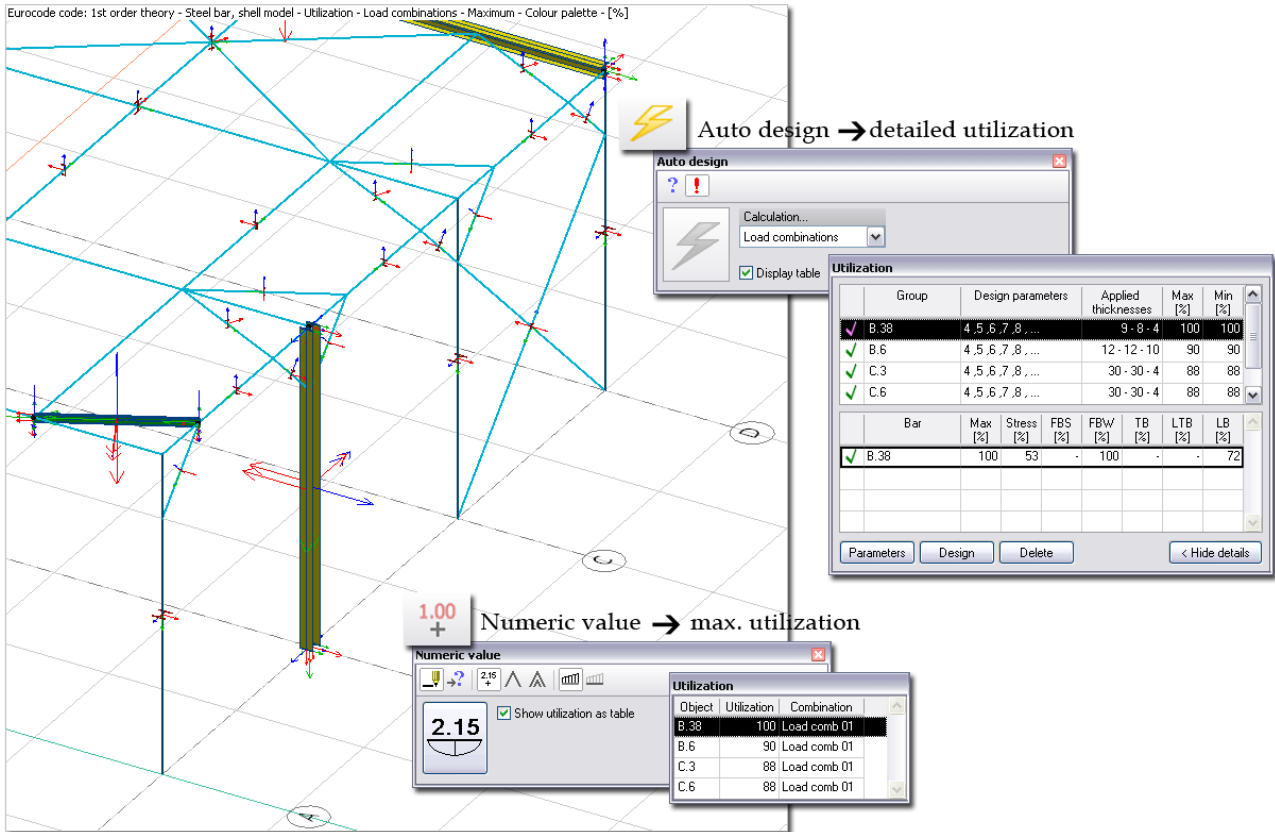 Eurocode code: 1st order theory - Steel bar, shell model - Utilization - Load combinations - Maximum - Colour palette - [%]
Auto design → detailed utilization
Auto design
?
!
Calculation...
Load combinations
Display table
Utilization
Group Design parameters Applied thicknesses Max [%] Min [%]
B.38 4 ,5 ,6 ,7 ,8 , ... 9 - 8 - 4 100 100
B.6 4 ,5 ,6 ,7 ,8 , ... 12 - 12 - 10 90 90
C.3 4 ,5 ,6 ,7 ,8 , ... 30 - 30 - 4 88 88
C.6 4 ,5 ,6 ,7 ,8 , ... 30 - 30 - 4 88 88
Bar Max [%] Stress [%] FBS [%] FBW [%] TB [%] LTB [%] LB [%]
B.38 100 53 - 100 - - 72
Parameters Design Delete < Hide details
D
C
A
1.00
+
Numeric value → max. utilization
Numeric value
? 2.15
2.15
Show utilization as table
Utilization
Object Utilization Combination
B.38 100 Load comb 01
B.6 90 Load comb 01
C.3 88 Load comb 01
C.6 88 Load comb 01